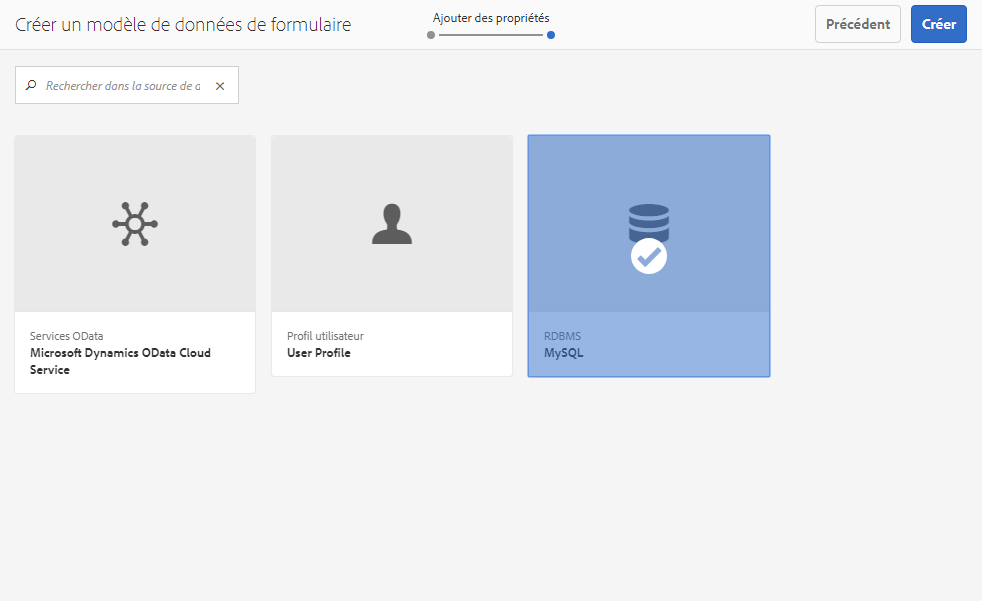 Créer un modèle de données de formulaire
Ajouter des propriétés
Précédent
Créer
Rechercher dans la source de
Services OData
Microsoft Dynamics OData Cloud
Service
Profil utilisateur
User Profile
RDBMS
MySQL